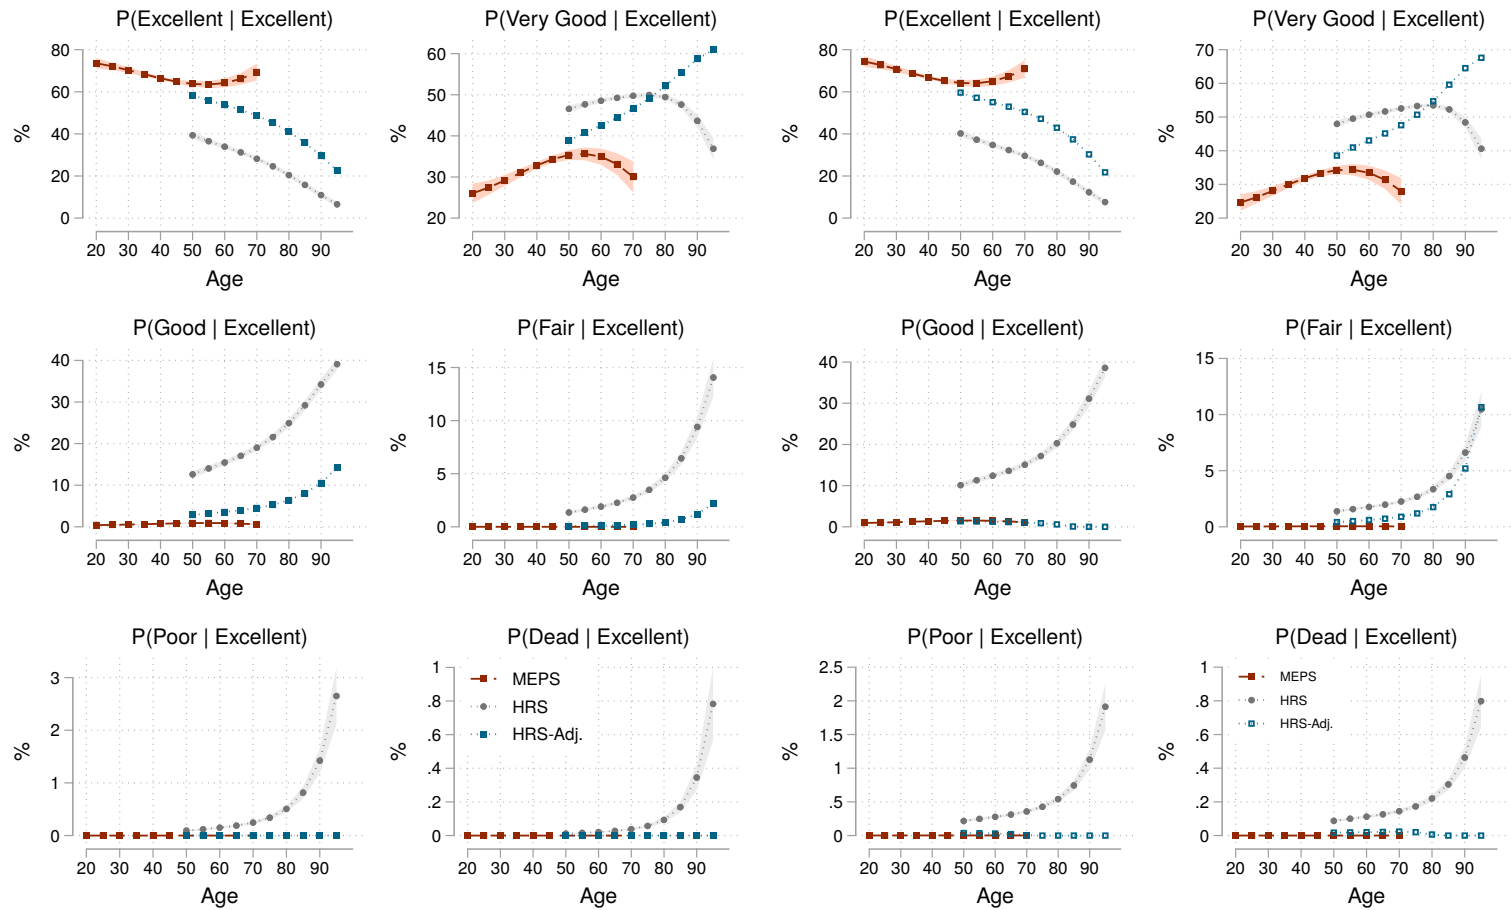 P(Excellent | Excellent)
80
60
40
20
0
%
20 30 40 50 60 70 80 90
Age
P(Very Good | Excellent)
60
50
40
30
20
%
20 30 40 50 60 70 80 90
Age
P(Excellent | Excellent)
80
60
40
20
0
%
20 30 40 50 60 70 80 90
Age
P(Very Good | Excellent)
70
60
50
40
30
20
%
20 30 40 50 60 70 80 90
Age
P(Good | Excellent)
40
30
20
10
0
%
20 30 40 50 60 70 80 90
Age
P(Fair | Excellent)
15
10
5
0
%
20 30 40 50 60 70 80 90
Age
P(Good | Excellent)
40
30
20
10
0
%
20 30 40 50 60 70 80 90
Age
P(Fair | Excellent)
15
10
5
0
%
20 30 40 50 60 70 80 90
Age
P(Poor | Excellent)
3
2
1
0
%
20 30 40 50 60 70 80 90
Age
P(Dead | Excellent)
1
.8
.6
.4
.2
0
%
MEPS
HRS
HRS-Adj.
20 30 40 50 60 70 80 90
Age
P(Poor | Excellent)
2.5
2
1.5
1
.5
0
%
20 30 40 50 60 70 80 90
Age
P(Dead | Excellent)
1
.8
.6
.4
.2
0
%
MEPS
HRS
HRS-Adj.
20 30 40 50 60 70 80 90
Age